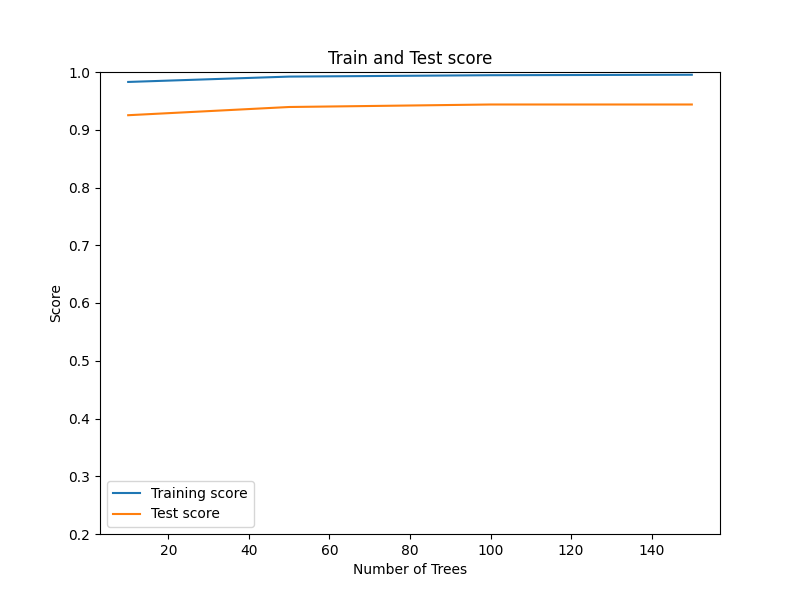 Train and Test score
1.0
0.9
0.8
0.7
0.6
0.5
0.4
0.3
0.2
Score
Training score
Test score
20 40 60 80 100 120 140
Number of Trees